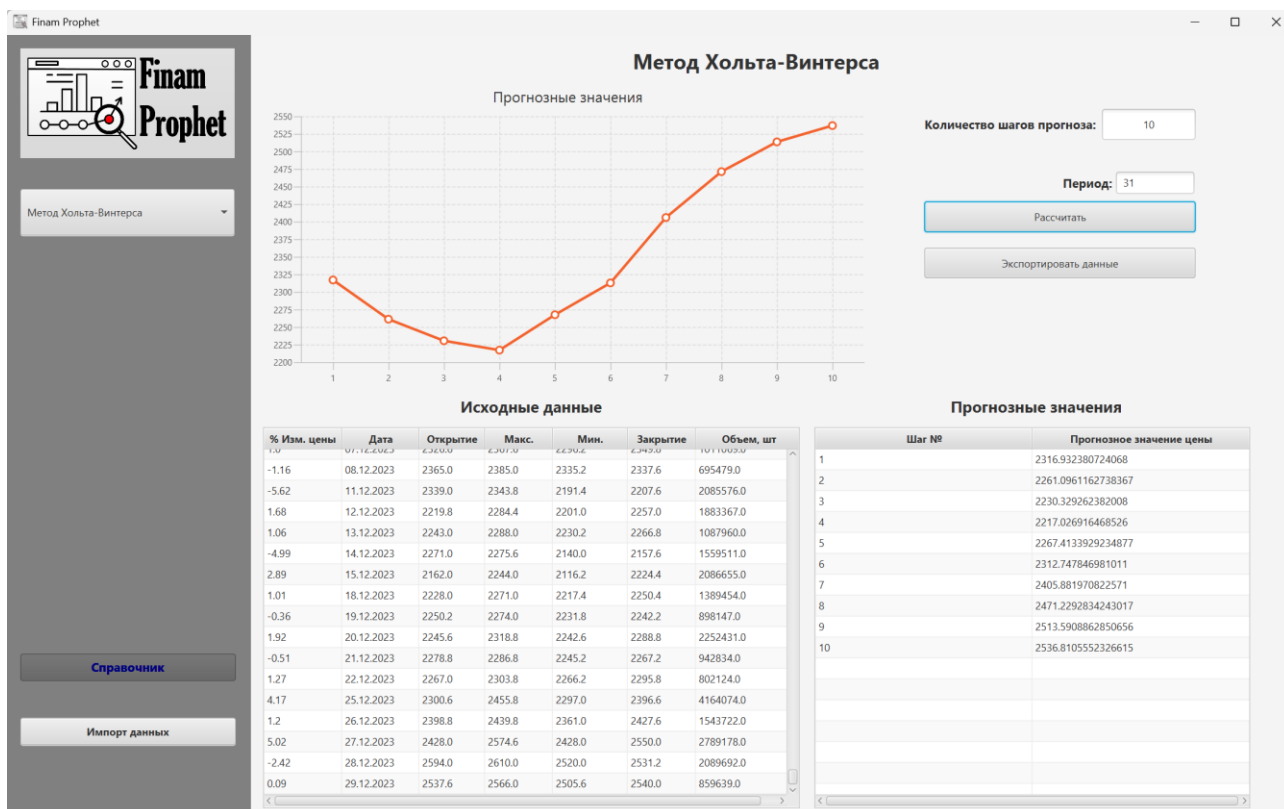 Finam Prophet
Finam
Prophet
Метод Хольта-Винтерса
Справочник
Импорт данных
Метод Хольта-Винтерса
Прогнозные значения
2550
2525
2500
2475
2450
2425
2400
2375
2350
2325
2300
2275
2250
2225
2200
1 2 3 4 5 6 7 8 9 10
Количество шагов прогноза: 10
Период: 31
Рассчитать
Экспортировать данные
Исходные данные
% Изм. цены Дата Открытие Макс. Мин. Закрытие Объем, шт
-1.16 08.12.2023 2365.0 2385.0 2335.2 2337.6 695479.0
-5.62 11.12.2023 2339.0 2343.8 2191.4 2207.6 2085576.0
1.68 12.12.2023 2219.8 2284.4 2201.0 2257.0 1883367.0
1.06 13.12.2023 2243.0 2288.0 2230.2 2266.8 1087960.0
-4.99 14.12.2023 2271.0 2275.6 2140.0 2157.6 1559511.0
2.89 15.12.2023 2162.0 2244.0 2116.2 2224.4 2086655.0
1.01 18.12.2023 2228.0 2271.0 2217.4 2250.4 1389454.0
-0.36 19.12.2023 2250.2 2274.0 2231.8 2242.2 898147.0
1.92 20.12.2023 2245.6 2318.8 2242.6 2288.8 2252431.0
-0.51 21.12.2023 2278.8 2286.8 2245.2 2267.2 942834.0
1.27 22.12.2023 2267.0 2303.8 2266.2 2295.8 802124.0
4.17 25.12.2023 2300.6 2455.8 2297.0 2396.6 4164074.0
1.2 26.12.2023 2398.8 2439.8 2361.0 2427.6 1543722.0
5.02 27.12.2023 2428.0 2574.6 2428.0 2550.0 2789178.0
-2.42 28.12.2023 2594.0 2610.0 2520.0 2531.2 2089692.0
0.09 29.12.2023 2537.6 2566.0 2505.6 2540.0 859639.0
Прогнозные значения
Шаг № Прогнозное значение цены
1 2316.932380724068
2 2261.0961162738367
3 2230.329262382008
4 2217.026916468526
5 2267.4133929234877
6 2312.747846981011
7 2405.881970822571
8 2471.2292834243017
9 2513.5908862850656
10 2536.8105552326615